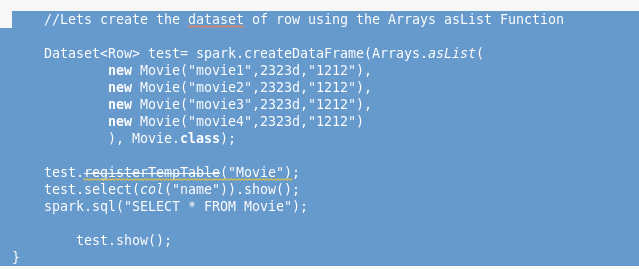 //Lets create the dataset of row using the Arrays asList Function
Dataset<Row> test= spark.createDataFrame(Arrays.asList(
new Movie("movie1",2323d,"1212"),
new Movie("movie2",2323d,"1212"),
new Movie("movie3",2323d,"1212"),
new Movie("movie4",2323d,"1212")
), Movie.class);
test.registerTempTable("Movie");
test.select(col("name")).show();
spark.sql("SELECT * FROM Movie");
test.show();
}